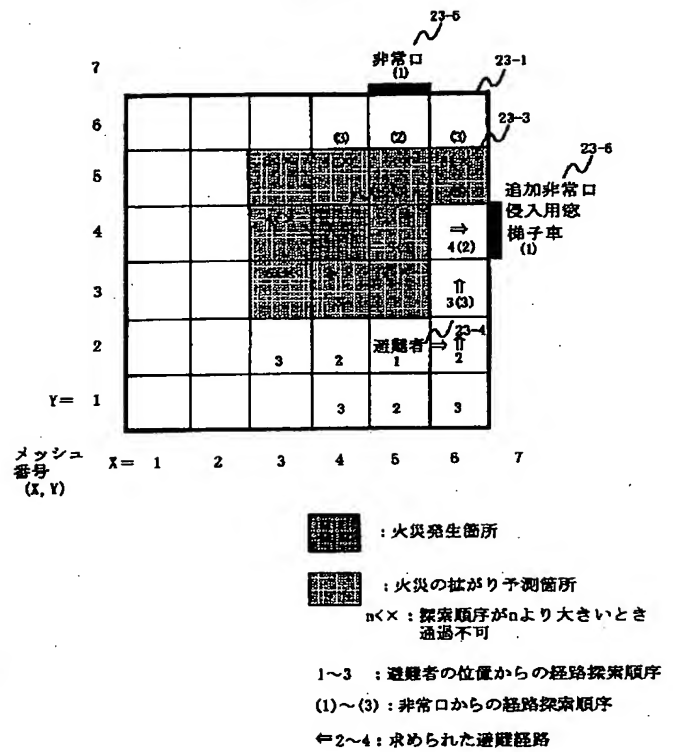 23-5
非常口
(1)
7
23-1
6
(3)
(2)
(3)
23-3
23-6
5
追加非常口
侵入用窓
梯子車
(1)
4
⇒
4(2)
3
⇑
3(3)
23-4
2
3
2
避難者
1
⇒⇑
2
Y= 1
3
2
3
メッシュ
番号
(X, Y)
X= 1 2 3 4 5 6 7
:火災発生箇所
:火災の拡がり予測箇所
n<×:探索順序がnより大きいとき
通過不可
1~3 :避難者の位置からの経路探索順序
(1)~(3):非常口からの経路探索順序
⇐2~4:求められた避難経路